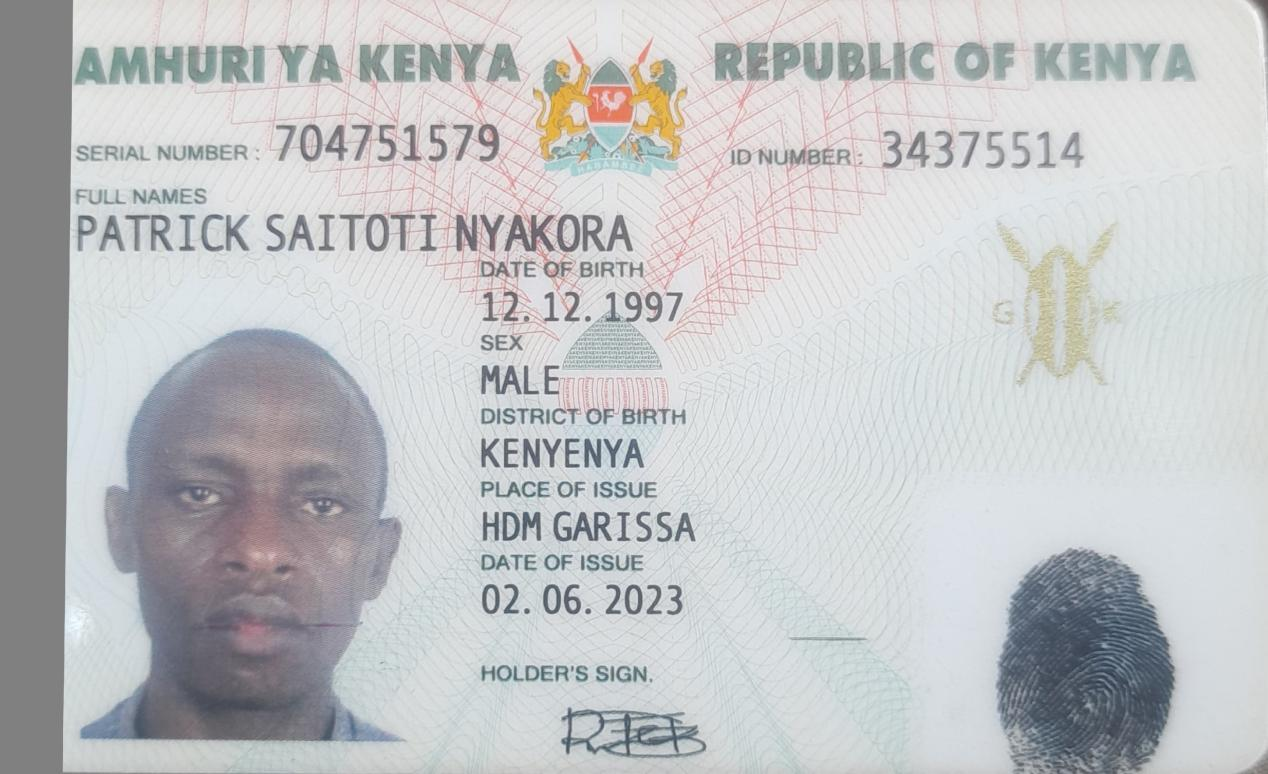 AMHURI YA KENYA REPUBLIC OF KENYA
SERIAL NUMBER : 704751579 ID NUMBER : 34375514
HARAMBEE
FULL NAMES
PATRICK SAITOTI NYAKORA
DATE OF BIRTH
12. 12. 1997
SEX
MALE
DISTRICT OF BIRTH
KENYENYA
PLACE OF ISSUE
HDM GARISSA
DATE OF ISSUE
02. 06. 2023
HOLDER'S SIGN.
G K